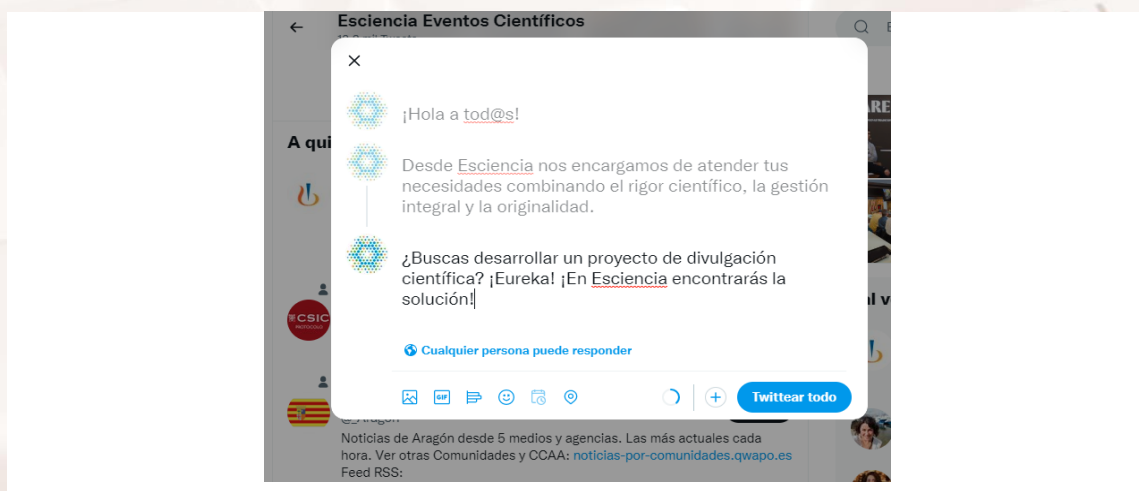 Esciencia Eventos Científicos
¡Hola a tod@s!
A qui
Desde Esciencia nos encargamos de atender tus
necesidades combinando el rigor científico, la gestión
integral y la originalidad.
¿Buscas desarrollar un proyecto de divulgación
científica? ¡Eureka! ¡En Esciencia encontrarás la
solución!
CSIC
PROTOCOLO
Cualquier persona puede responder
GIF
Twittear todo
Noticias de Aragón desde 5 medios y agencias. Las más actuales cada
hora. Ver otras Comunidades y CCAA: noticias-por-comunidades.qwapo.es
Feed RSS: